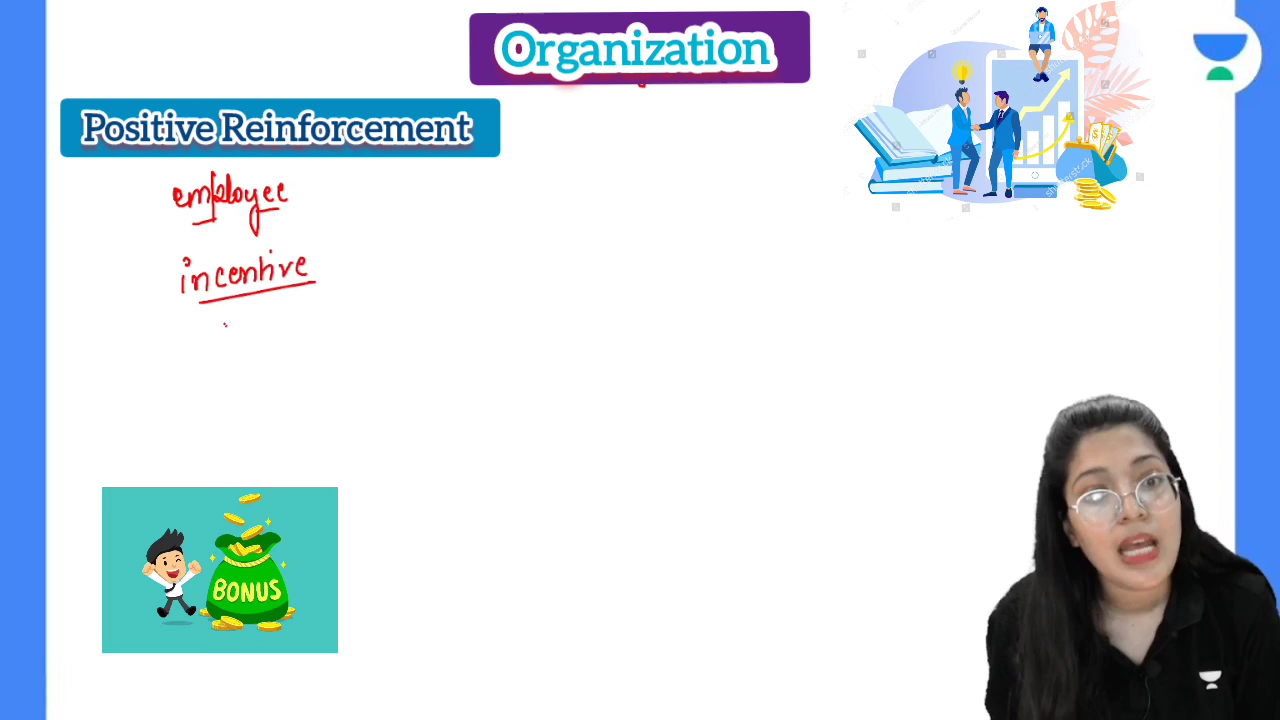 Organization
Positive Reinforcement
employee
incentive
BONUS